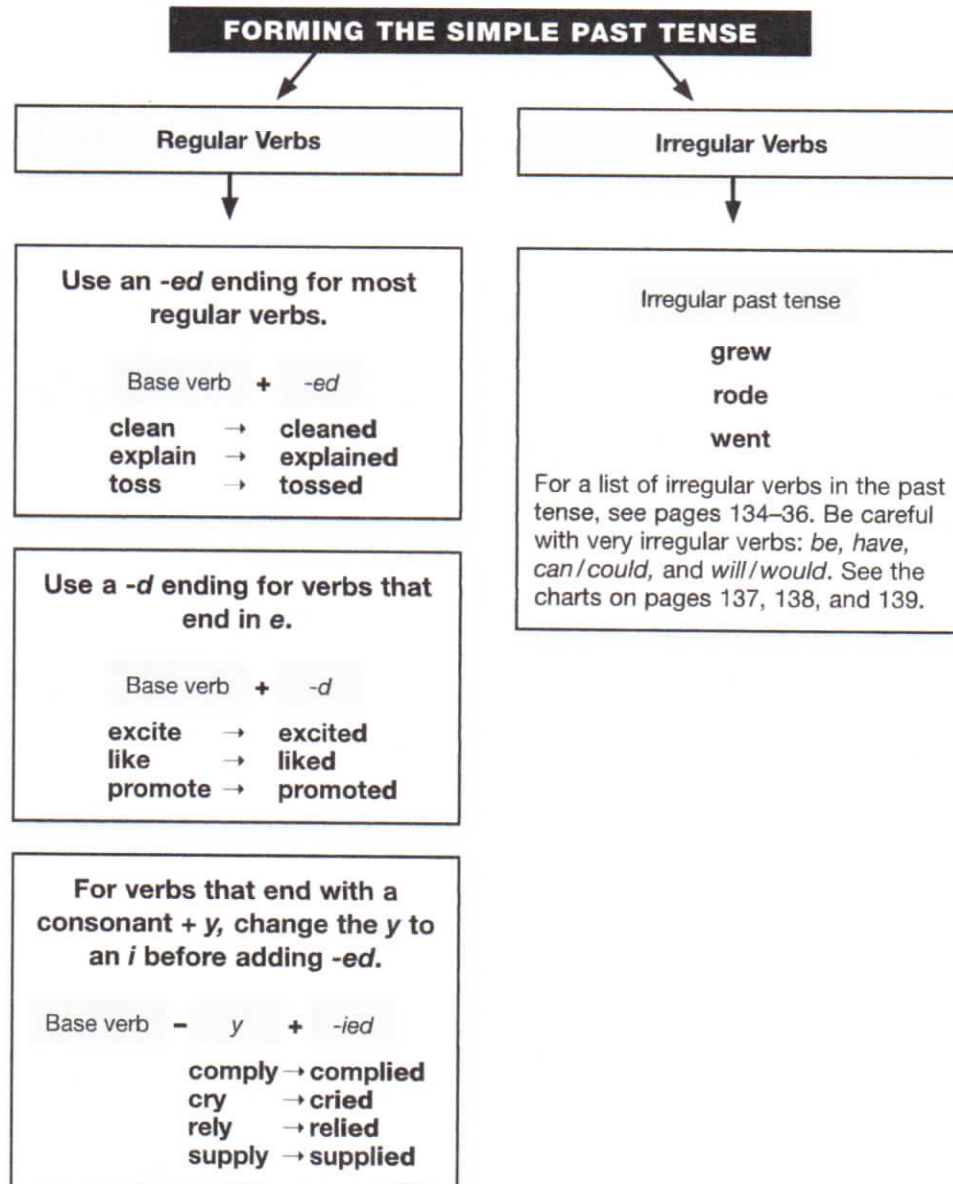 FORMING THE SIMPLE PAST TENSE
Regular Verbs
Use an -ed ending for most
regular verbs.
Base verb + -ed
clean → cleaned
explain → explained
toss → tossed
Use a -d ending for verbs that
end in e.
Base verb + -d
excite → excited
like → liked
promote → promoted
For verbs that end with a
consonant + y, change the y to
an i before adding -ed.
Base verb – y + -ied
comply → complied
cry → cried
rely → relied
supply → supplied
Irregular Verbs
Irregular past tense
grew
rode
went
For a list of irregular verbs in the past
tense, see pages 134–36. Be careful
with very irregular verbs: be, have,
can/could, and will/would. See the
charts on pages 137, 138, and 139.